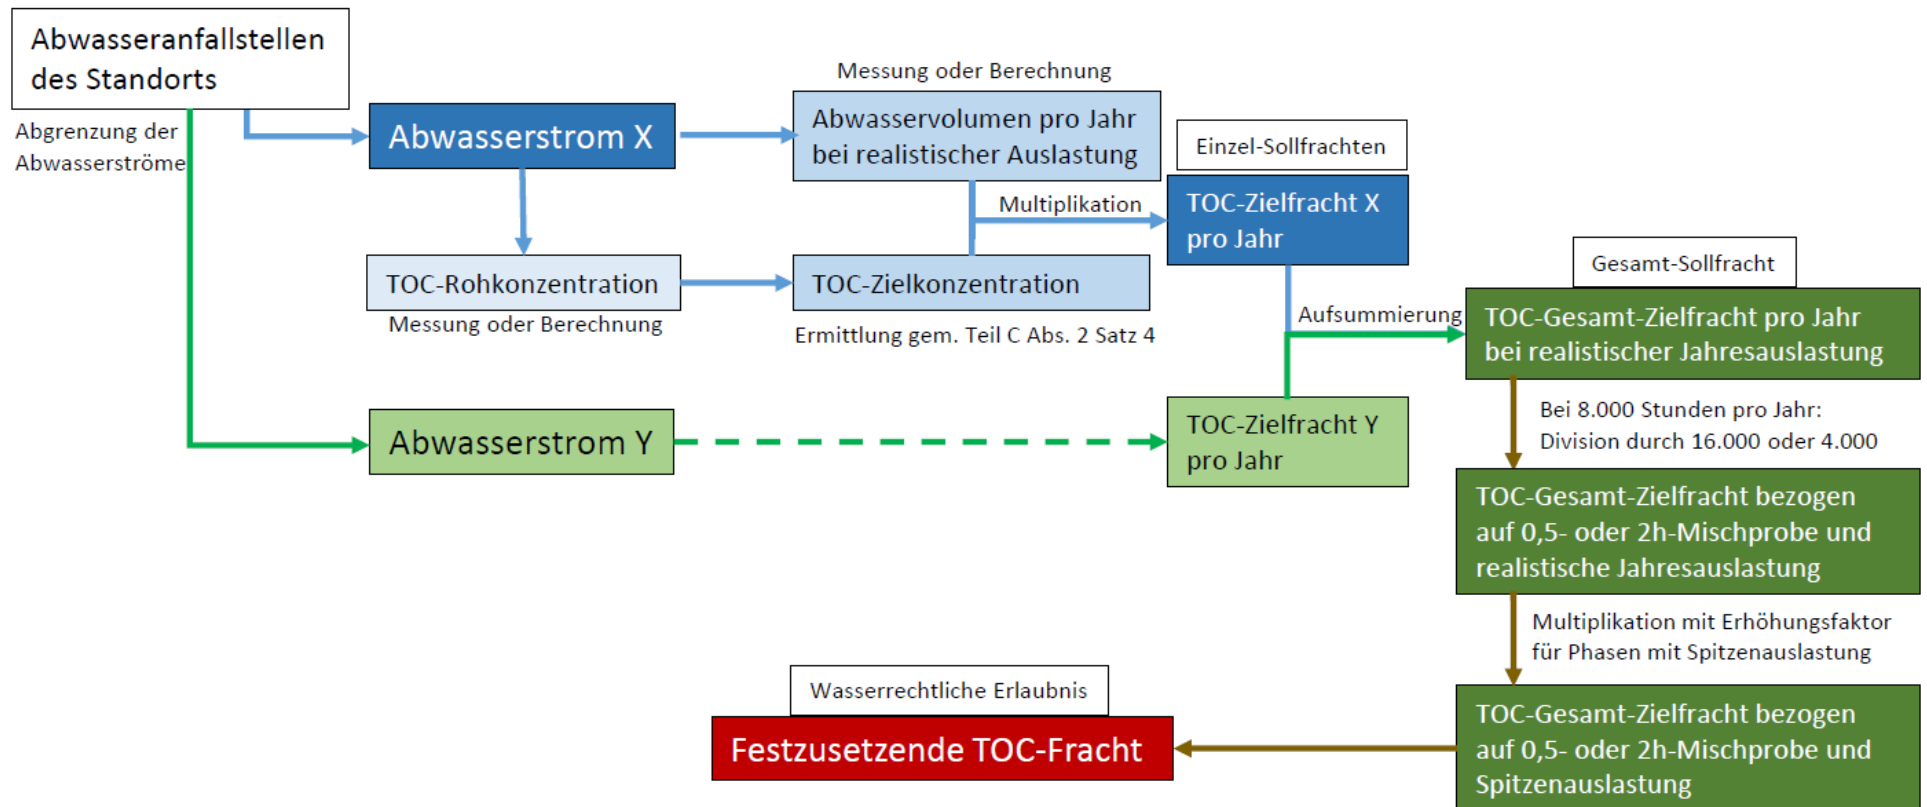 Abwasseranfallstellen
des Standorts
Abgrenzung der
Abwasserströme
Abwasserstrom X
Messung oder Berechnung
Abwasservolumen pro Jahr
bei realistischer Auslastung
Einzel-Sollfrachten
TOC-Zielfracht X
pro Jahr
Multiplikation
TOC-Rohkonzentration
Messung oder Berechnung
TOC-Zielkonzentration
Ermittlung gem. Teil C Abs. 2 Satz 4
Gesamt-Sollfracht
Aufsummierung
TOC-Gesamt-Zielfracht pro Jahr
bei realistischer Jahresauslastung
Abwasserstrom Y
TOC-Zielfracht Y
pro Jahr
Bei 8.000 Stunden pro Jahr:
Division durch 16.000 oder 4.000
TOC-Gesamt-Zielfracht bezogen
auf 0,5- oder 2h-Mischprobe und
realistische Jahresauslastung
Multiplikation mit Erhöhungsfaktor
für Phasen mit Spitzenauslastung
TOC-Gesamt-Zielfracht bezogen
auf 0,5- oder 2h-Mischprobe und
Spitzenauslastung
Wasserrechtliche Erlaubnis
Festzusetzende TOC-Fracht